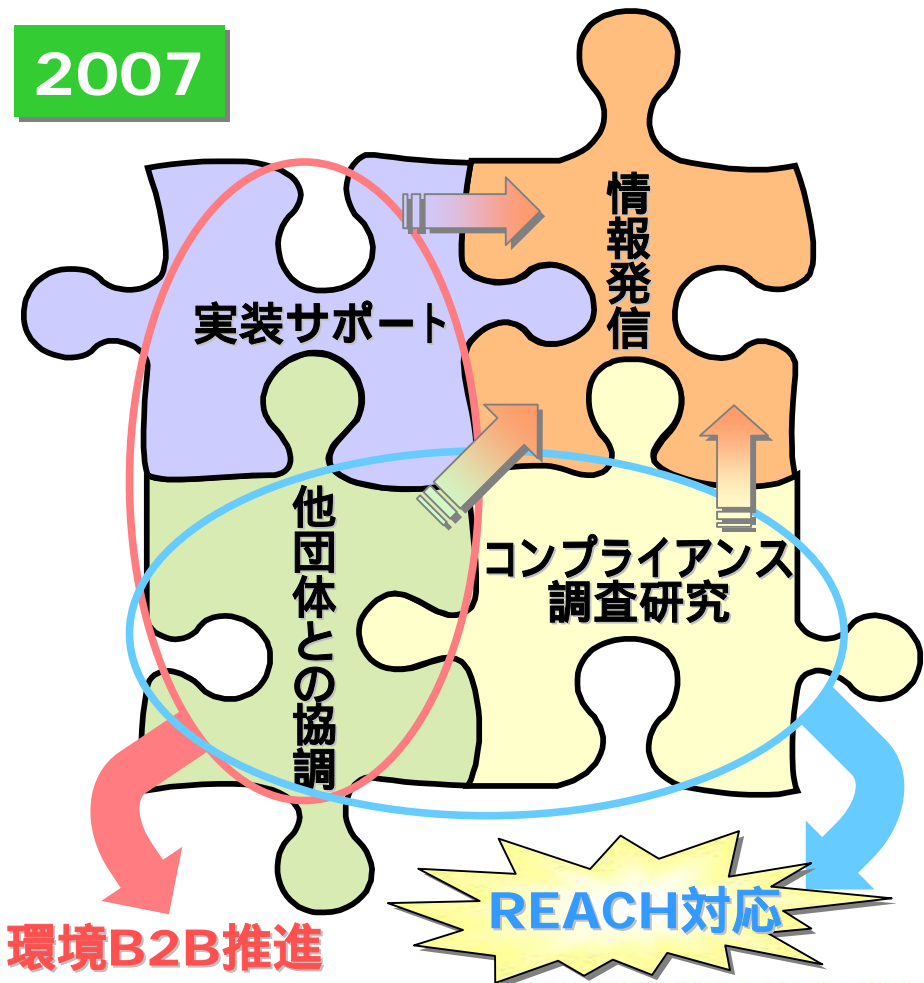 2007
情報発信
実装サポート
他団体との協調
コンプライアンス
調査研究
REACH対応
環境B2B推進